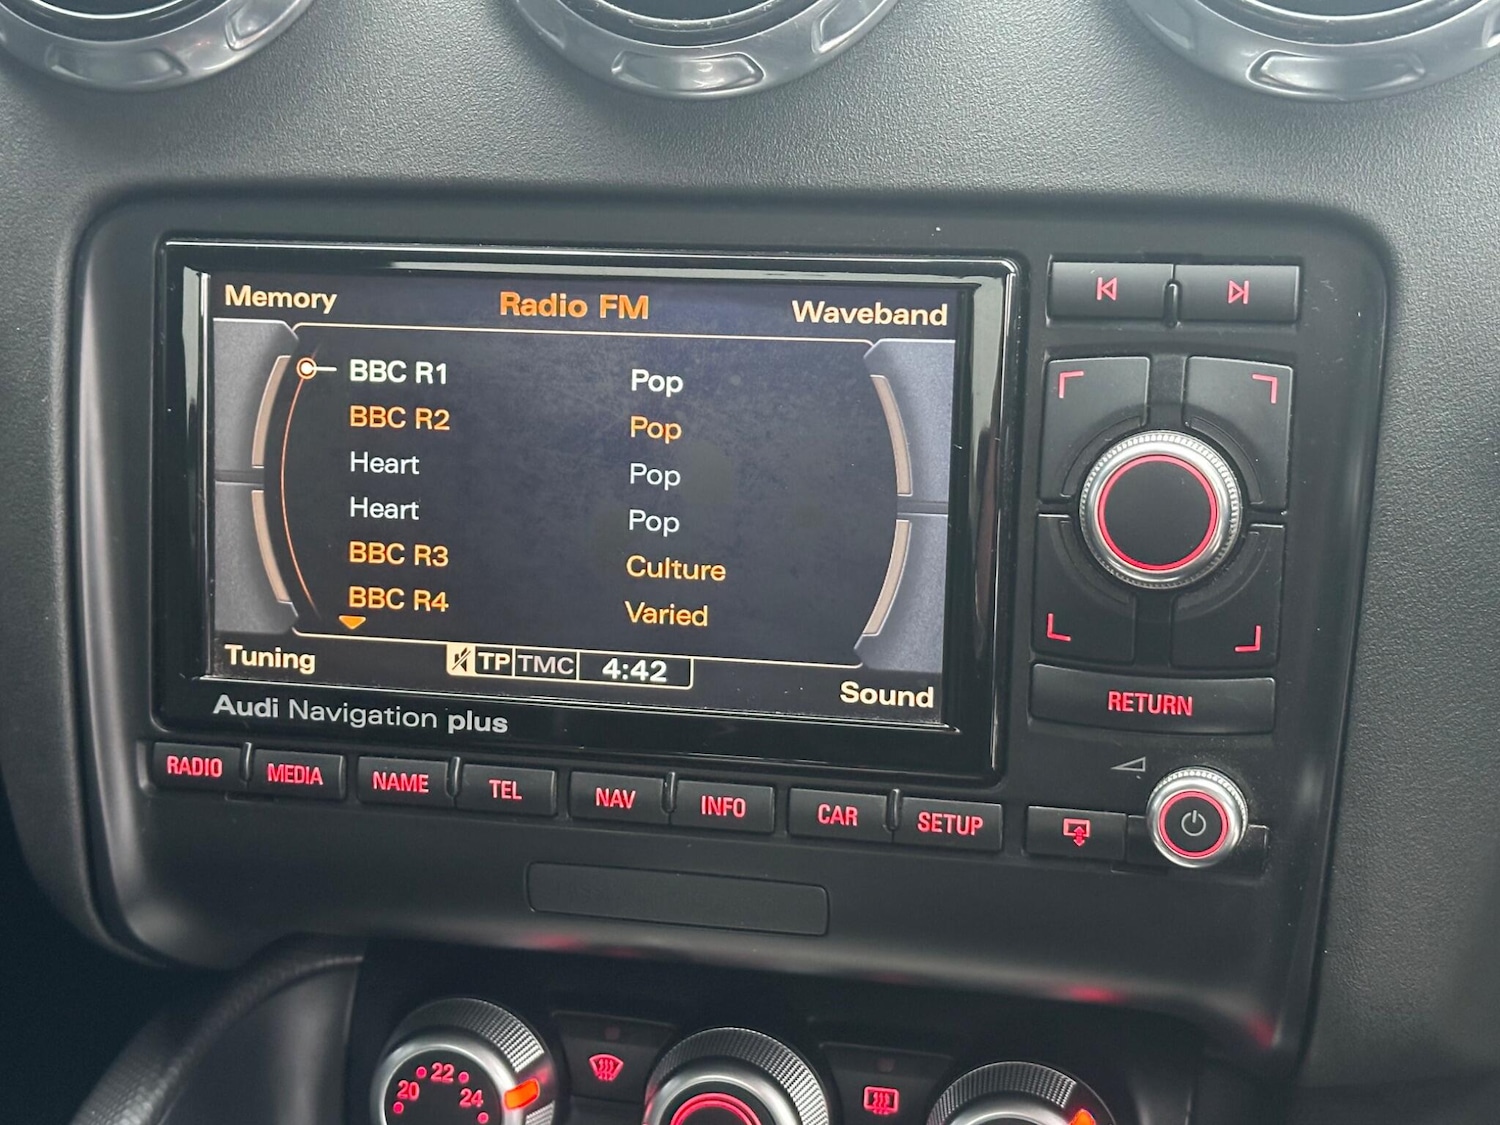 Memory Radio FM Waveband
BBC R1 Pop
BBC R2 Pop
Heart Pop
Heart Pop
BBC R3 Culture
BBC R4 Varied
Tuning TP TMC 4:42 Sound
Audi Navigation plus
RETURN
RADIO MEDIA NAME TEL NAV INFO CAR SETUP
20 22 24